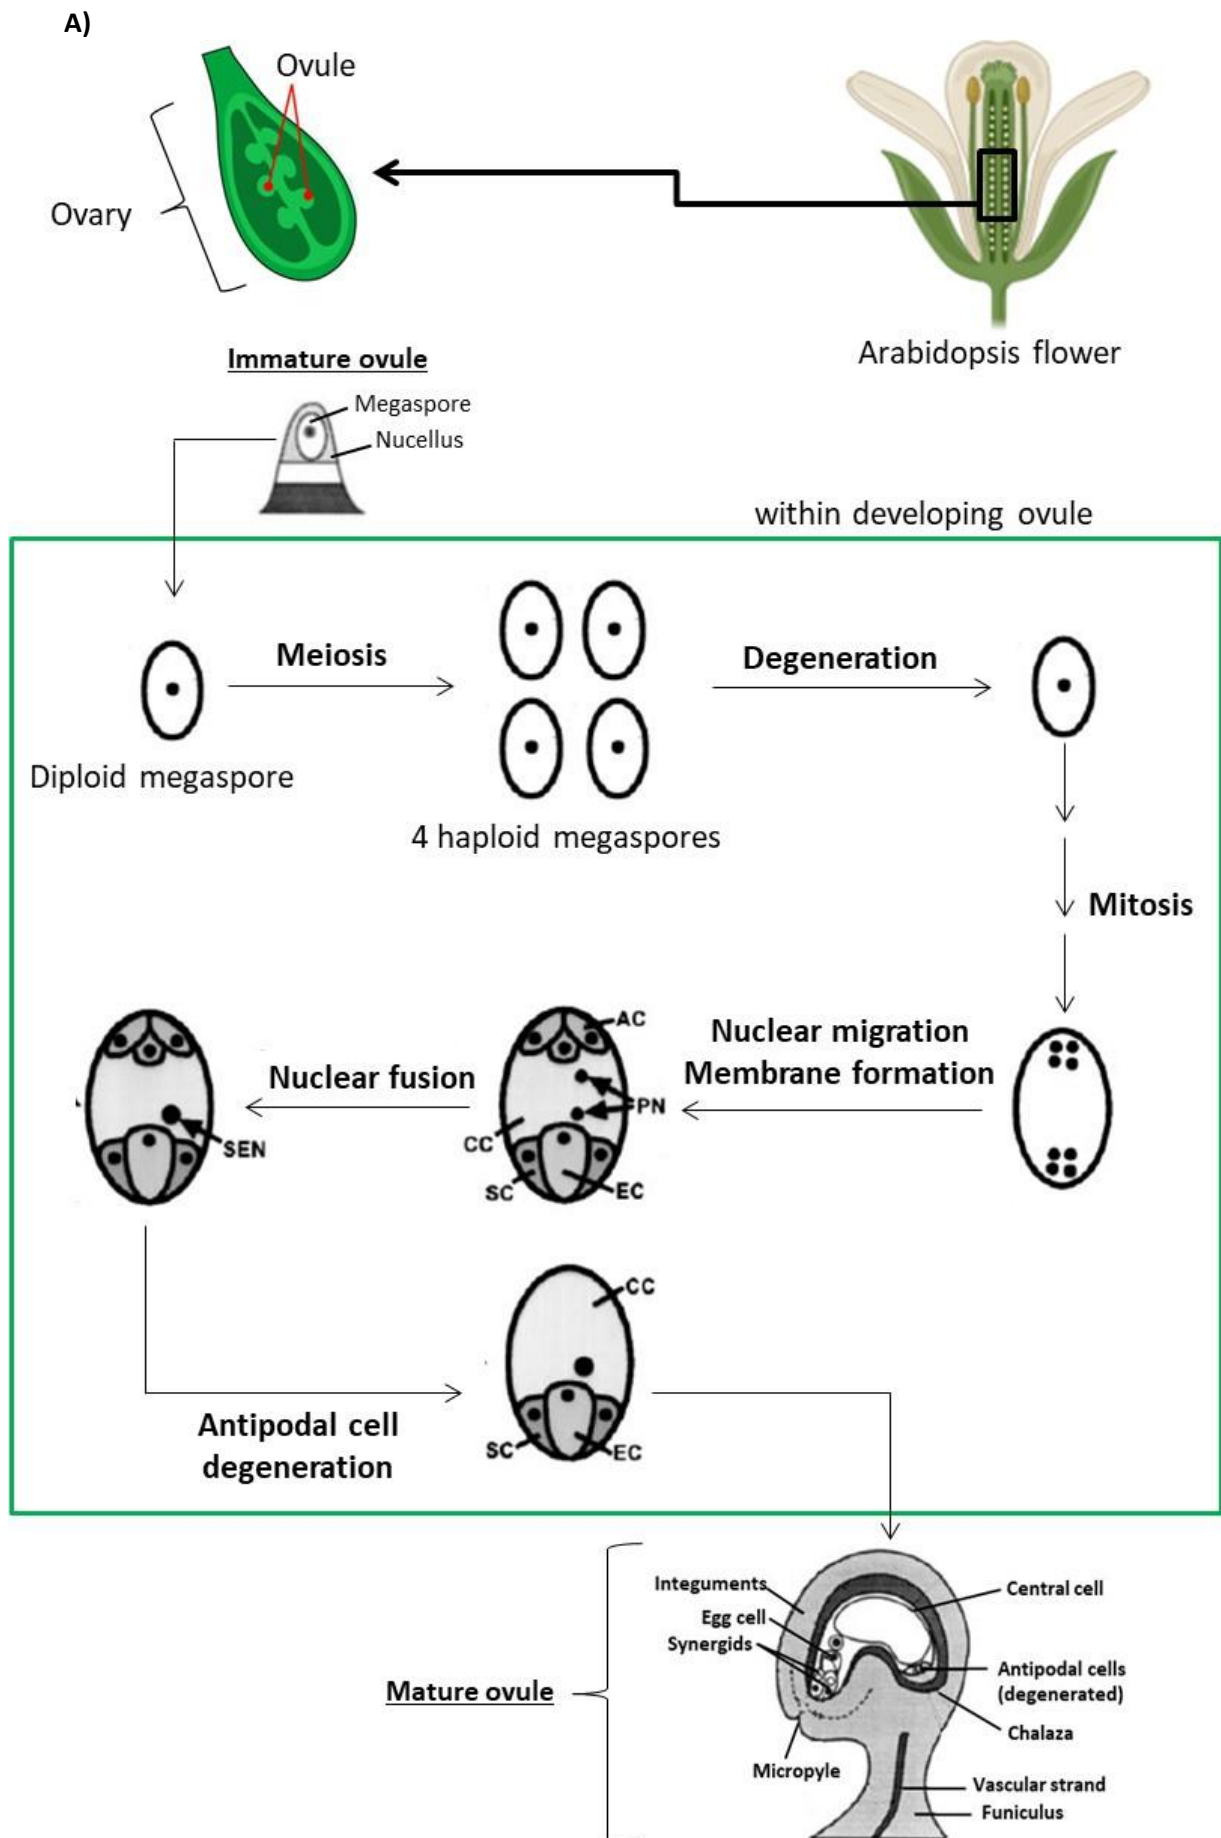 A)
Ovule
Ovary
Arabidopsis flower
Immature ovule
Megaspore
Nucellus
within developing ovule
Meiosis
Degeneration
Diploid megaspore
4 haploid megaspores
Mitosis
Nuclear migration
Membrane formation
AC
PN
CC
SC
EC
Nuclear fusion
SEN
Antipodal cell
degeneration
CC
SC
EC
Mature ovule
Integuments
Egg cell
Synergids
Micropyle
Central cell
Antipodal cells
(degenerated)
Chalaza
Vascular strand
Funiculus